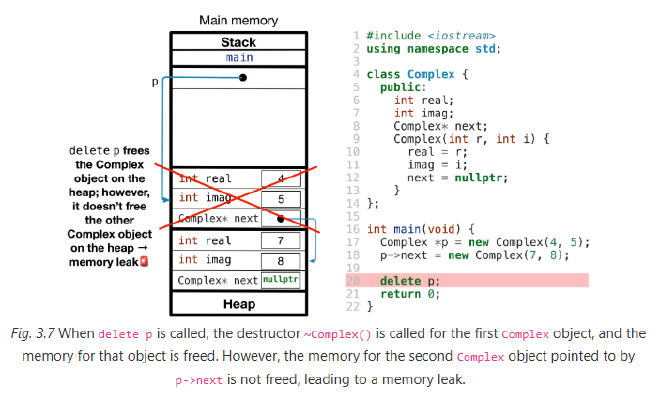 Main memory
Stack
main
p
delete p frees
the Complex
object on the
heap; however,
it doesn't free
the other
Complex object
on the heap →
memory leak🚨
int real 4
int imag 5
Complex* next
int real 7
int imag 8
Complex* next nullptr
Heap
1 #include <iostream>
2 using namespace std;
3
4 class Complex {
5 public:
6 int real;
7 int imag;
8 Complex* next;
9 Complex(int r, int i) {
10 real = r;
11 imag = i;
12 next = nullptr;
13 }
14 };
15
16 int main(void) {
17 Complex *p = new Complex(4, 5);
18 p->next = new Complex(7, 8);
19
20 delete p;
21 return 0;
22 }
Fig. 3.7 When delete p is called, the destructor ~Complex() is called for the first Complex object, and the
memory for that object is freed. However, the memory for the second Complex object pointed to by
p->next is not freed, leading to a memory leak.